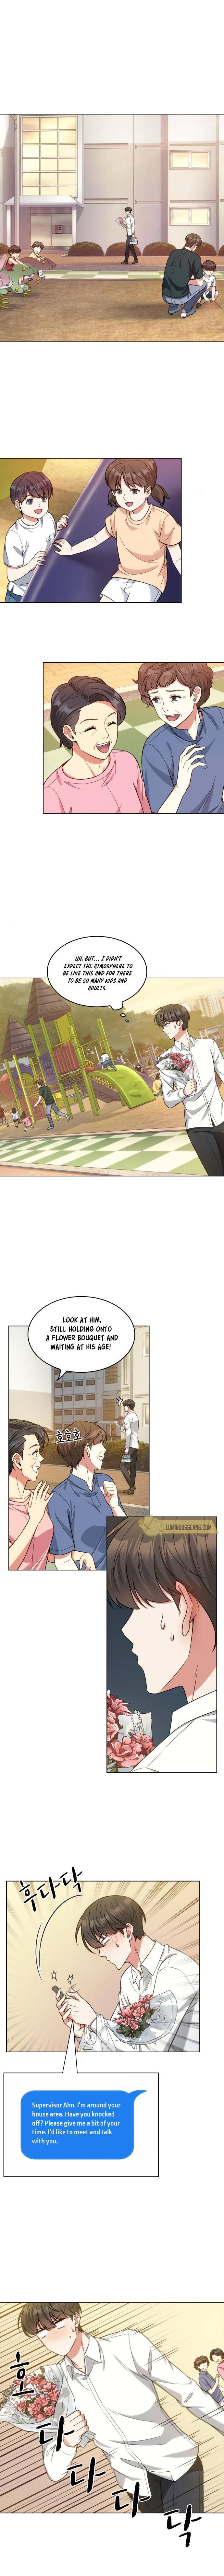 UH, BUT... I DIDN'T
EXPECT THE ATMOSPHERE TO
BE LIKE THIS AND FOR THERE
TO BE SO MANY KIDS AND
ADULTS.
LOOK AT HIM,
STILL HOLDING ONTO
A FLOWER BOUQUET AND
WAITING AT HIS AGE!
호호호
LUMINOUSSCANS.COM
후다닥
Supervisor Ahn. I'm around your
house area. Have you knocked
off? Please give me a bit of your
time. I'd like to meet and talk
with you.
후다다다닥